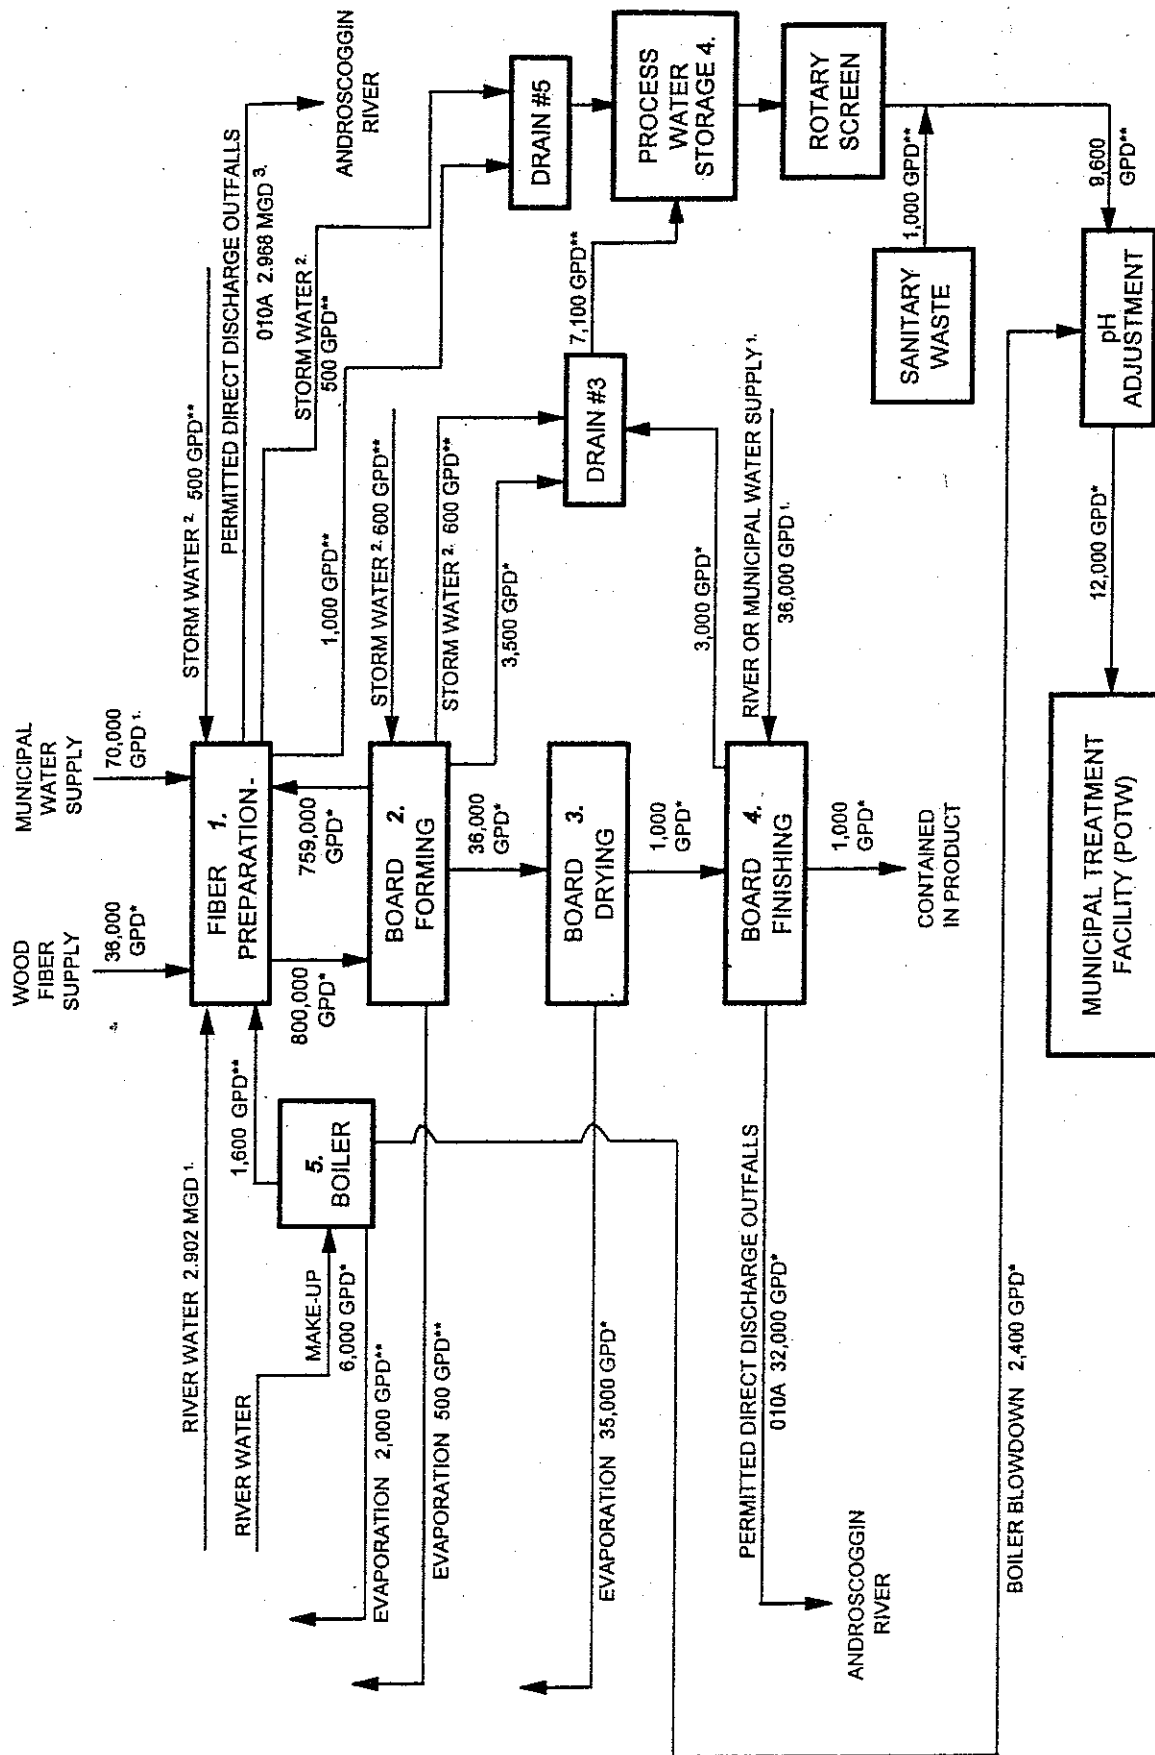 WOOD
FIBER
SUPPLY
36,000
GPD*
MUNICIPAL
WATER
SUPPLY
70,000
GPD 1.
STORM WATER 2. 500 GPD**
PERMITTED DIRECT DISCHARGE OUTFALLS
010A 2.968 MGD 3.
ANDROSCOGGIN
RIVER
RIVER WATER 2.902 MGD 1.
RIVER WATER
MAKE-UP
6,000 GPD*
1,600 GPD**
5.
BOILER
EVAPORATION 2,000 GPD**
FIBER 1.
PREPARATION-
STORM WATER 2.
500 GPD**
1,000 GPD**
800,000
GPD*
759,000
GPD*
STORM WATER 2. 600 GPD**
BOARD 2.
FORMING
STORM WATER 2. 600 GPD**
3,500 GPD*
EVAPORATION 500 GPD**
36,000
GPD*
BOARD 3.
DRYING
EVAPORATION 35,000 GPD*
1,000
GPD*
3,000 GPD*
RIVER OR MUNICIPAL WATER SUPPLY 1.
36,000 GPD 1.
BOARD 4.
FINISHING
PERMITTED DIRECT DISCHARGE OUTFALLS
010A 32,000 GPD*
ANDROSCOGGIN
RIVER
1,000
GPD*
CONTAINED
IN PRODUCT
DRAIN #5
DRAIN #3
7,100 GPD**
PROCESS
WATER
STORAGE 4.
ROTARY
SCREEN
SANITARY
WASTE
1,000 GPD**
9,600
GPD**
pH
ADJUSTMENT
BOILER BLOWDOWN 2,400 GPD*
12,000 GPD*
MUNICIPAL TREATMENT
FACILITY (POTW)